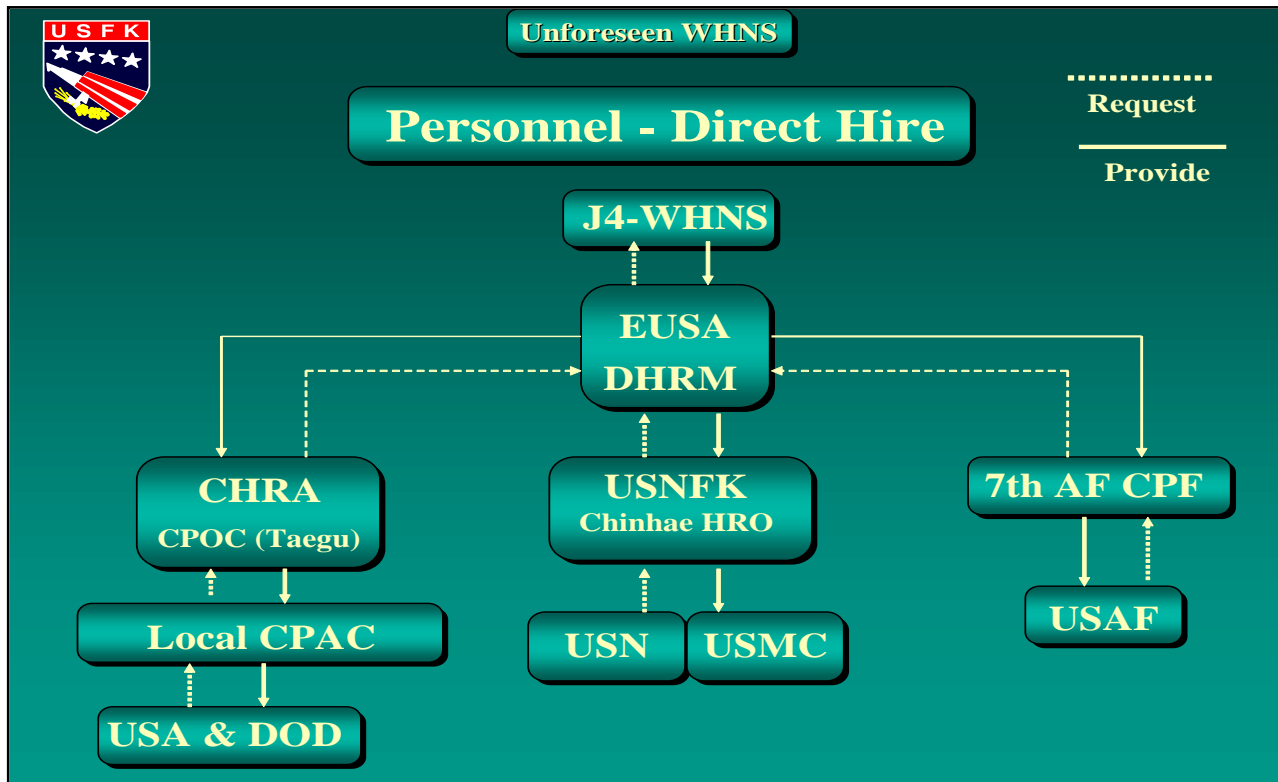 USFK
Unforeseen WHNS
Personnel - Direct Hire
Request
Provide
J4-WHNS
EUSA
DHRM
CHRA
CPOC (Taegu)
USNFK
Chinhae HRO
7th AF CPF
Local CPAC
USN
USMC
USAF
USA & DOD